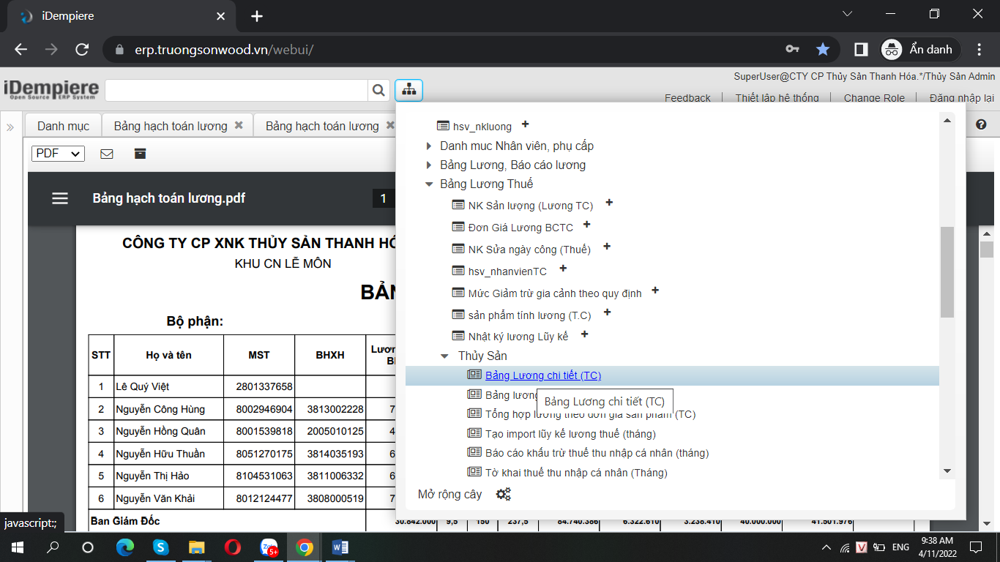 iDempiere
erp.truongsonwood.vn/webui/
Ẩn danh
iDempiere
Open Source ERP System
SuperUser@CTY CP Thủy Sản Thanh Hóa.*/Thủy Sản Admin
Feedback
Thiết lập hệ thống
Change Role
Đăng nhập lại
Danh mục
Bảng hạch toán lương
Bảng hạch toán lương
PDF
Bảng hạch toán lương.pdf
1
CÔNG TY CP XNK THỦY SẢN THANH
KHU CN LỄ MÔN
Bộ phận:
STT Họ và tên MST BHXH
1 Lê Quý Việt 2801337658
2 Nguyễn Công Hùng 8002946904 3813002228 7
3 Nguyễn Hồng Quân 8001539818 2005010125 4
4 Nguyễn Hữu Thuần 8051270175 3814035193 6
5 Nguyễn Thị Hảo 8104531063 3811006332 6
6 Nguyễn Văn Khải 8012124477 3808000519 7
Ban Giám Đốc 30.842.000 9,5 150 237,5 84.740.386 6.322.610 3.238.410 40.000.000 41.501.976
hsv_nkluong
Danh muc Nhân viên, phụ cấp
Bảng Lương, Báo cáo lương
Bảng Lương Thuế
NK Sản lượng (Lương TC)
Đơn Giá Lương BCTC
NK Sửa ngày công (Thuế)
hsv_nhanvienTC
Mức Giảm trừ gia cảnh theo quy định
sản phẩm tính lương (T.C)
Nhật ký lương Lũy kế
Thủy Sản
Bảng Lương chi tiết (TC)
Bảng lương
Bảng Lương chi tiết (TC)
Tổng hợp lương theo đơn giá sản phẩm (TC)
Tạo import lũy kế lương thuế (tháng)
Báo cáo khấu trừ thuế thu nhập cá nhân (tháng)
Tờ khai thuế thu nhập cá nhân (Tháng)
Mở rộng cây
javascript:;
5+
ENG
9:38 AM
4/11/2022